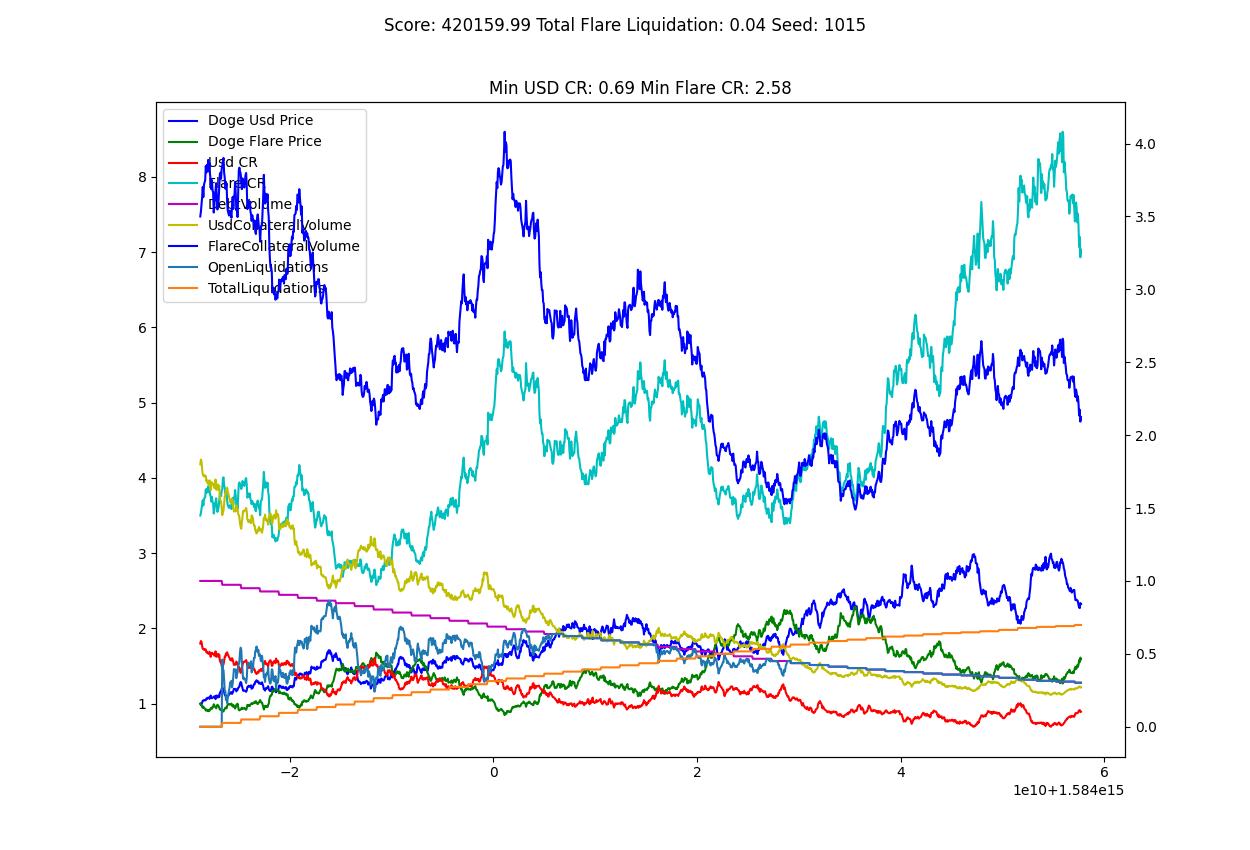 Score: 420159.99 Total Flare Liquidation: 0.04 Seed: 1015
Min USD CR: 0.69 Min Flare CR: 2.58
Doge Usd Price
Doge Flare Price
Usd CR
Flare CR
DebtVolume
UsdCollateralVolume
FlareCollateralVolume
OpenLiquidations
TotalLiquidations
8
7
6
5
4
3
2
1
4.0
3.5
3.0
2.5
2.0
1.5
1.0
0.5
0.0
−2 0 2 4 6
1e10+1.584e15